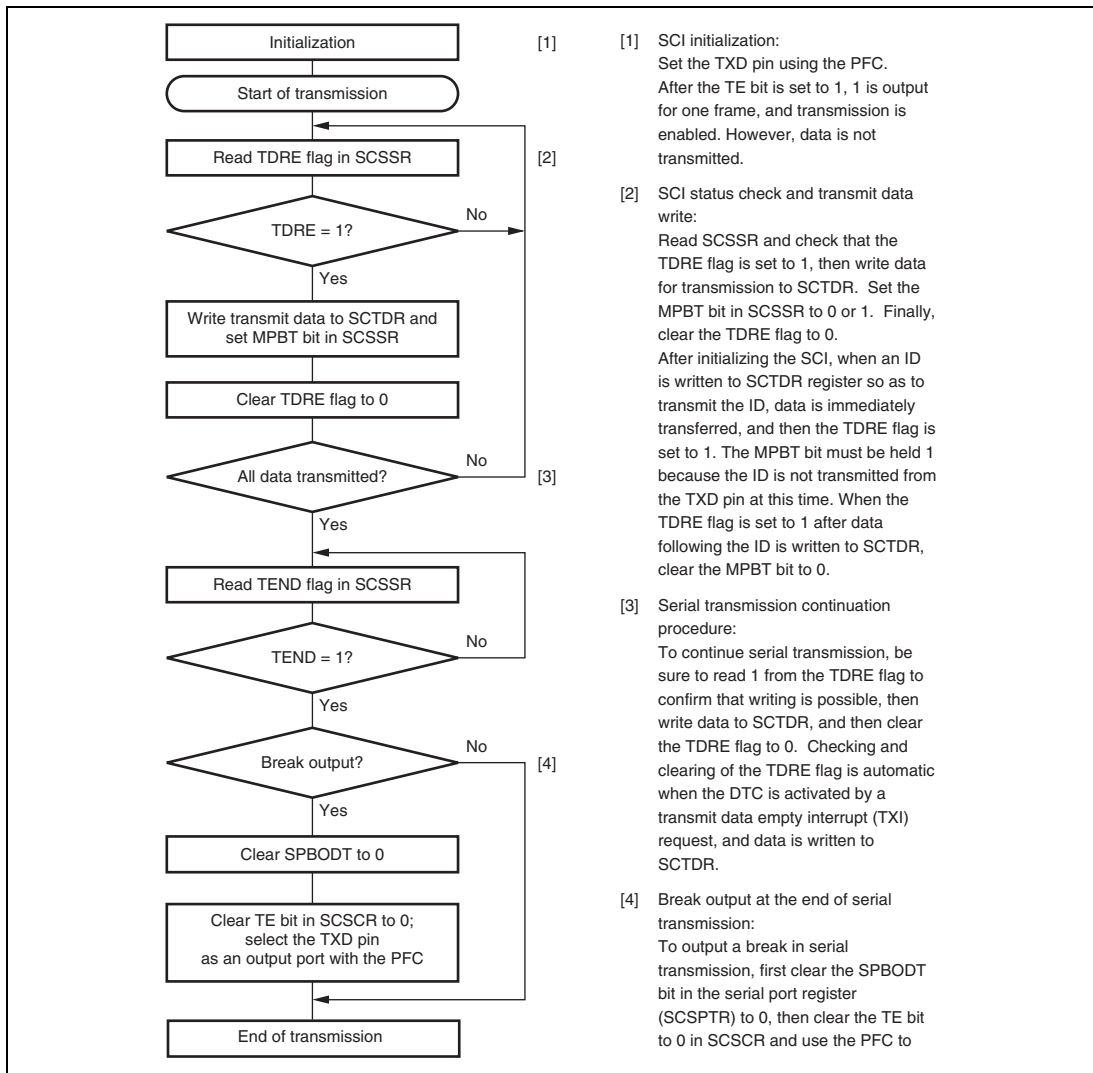 Initialization
[1]
Start of transmission
Read TDRE flag in SCSSR
[2]
TDRE = 1?
No
Yes
Write transmit data to SCTDR and
set MPBT bit in SCSSR
Clear TDRE flag to 0
All data transmitted?
No
[3]
Yes
Read TEND flag in SCSSR
TEND = 1?
No
Yes
Break output?
No
[4]
Yes
Clear SPBODT to 0
Clear TE bit in SCSCR to 0;
select the TXD pin
as an output port with the PFC
End of transmission
[1] SCI initialization:
Set the TXD pin using the PFC.
After the TE bit is set to 1, 1 is output
for one frame, and transmission is
enabled. However, data is not
transmitted.
[2] SCI status check and transmit data
write:
Read SCSSR and check that the
TDRE flag is set to 1, then write data
for transmission to SCTDR. Set the
MPBT bit in SCSSR to 0 or 1. Finally,
clear the TDRE flag to 0.
After initializing the SCI, when an ID
is written to SCTDR register so as to
transmit the ID, data is immediately
transferred, and then the TDRE flag is
set to 1. The MPBT bit must be held 1
because the ID is not transmitted from
the TXD pin at this time. When the
TDRE flag is set to 1 after data
following the ID is written to SCTDR,
clear the MPBT bit to 0.
[3] Serial transmission continuation
procedure:
To continue serial transmission, be
sure to read 1 from the TDRE flag to
confirm that writing is possible, then
write data to SCTDR, and then clear
the TDRE flag to 0. Checking and
clearing of the TDRE flag is automatic
when the DTC is activated by a
transmit data empty interrupt (TXI)
request, and data is written to
SCTDR.
[4] Break output at the end of serial
transmission:
To output a break in serial
transmission, first clear the SPBODT
bit in the serial port register
(SCSPTR) to 0, then clear the TE bit
to 0 in SCSCR and use the PFC to